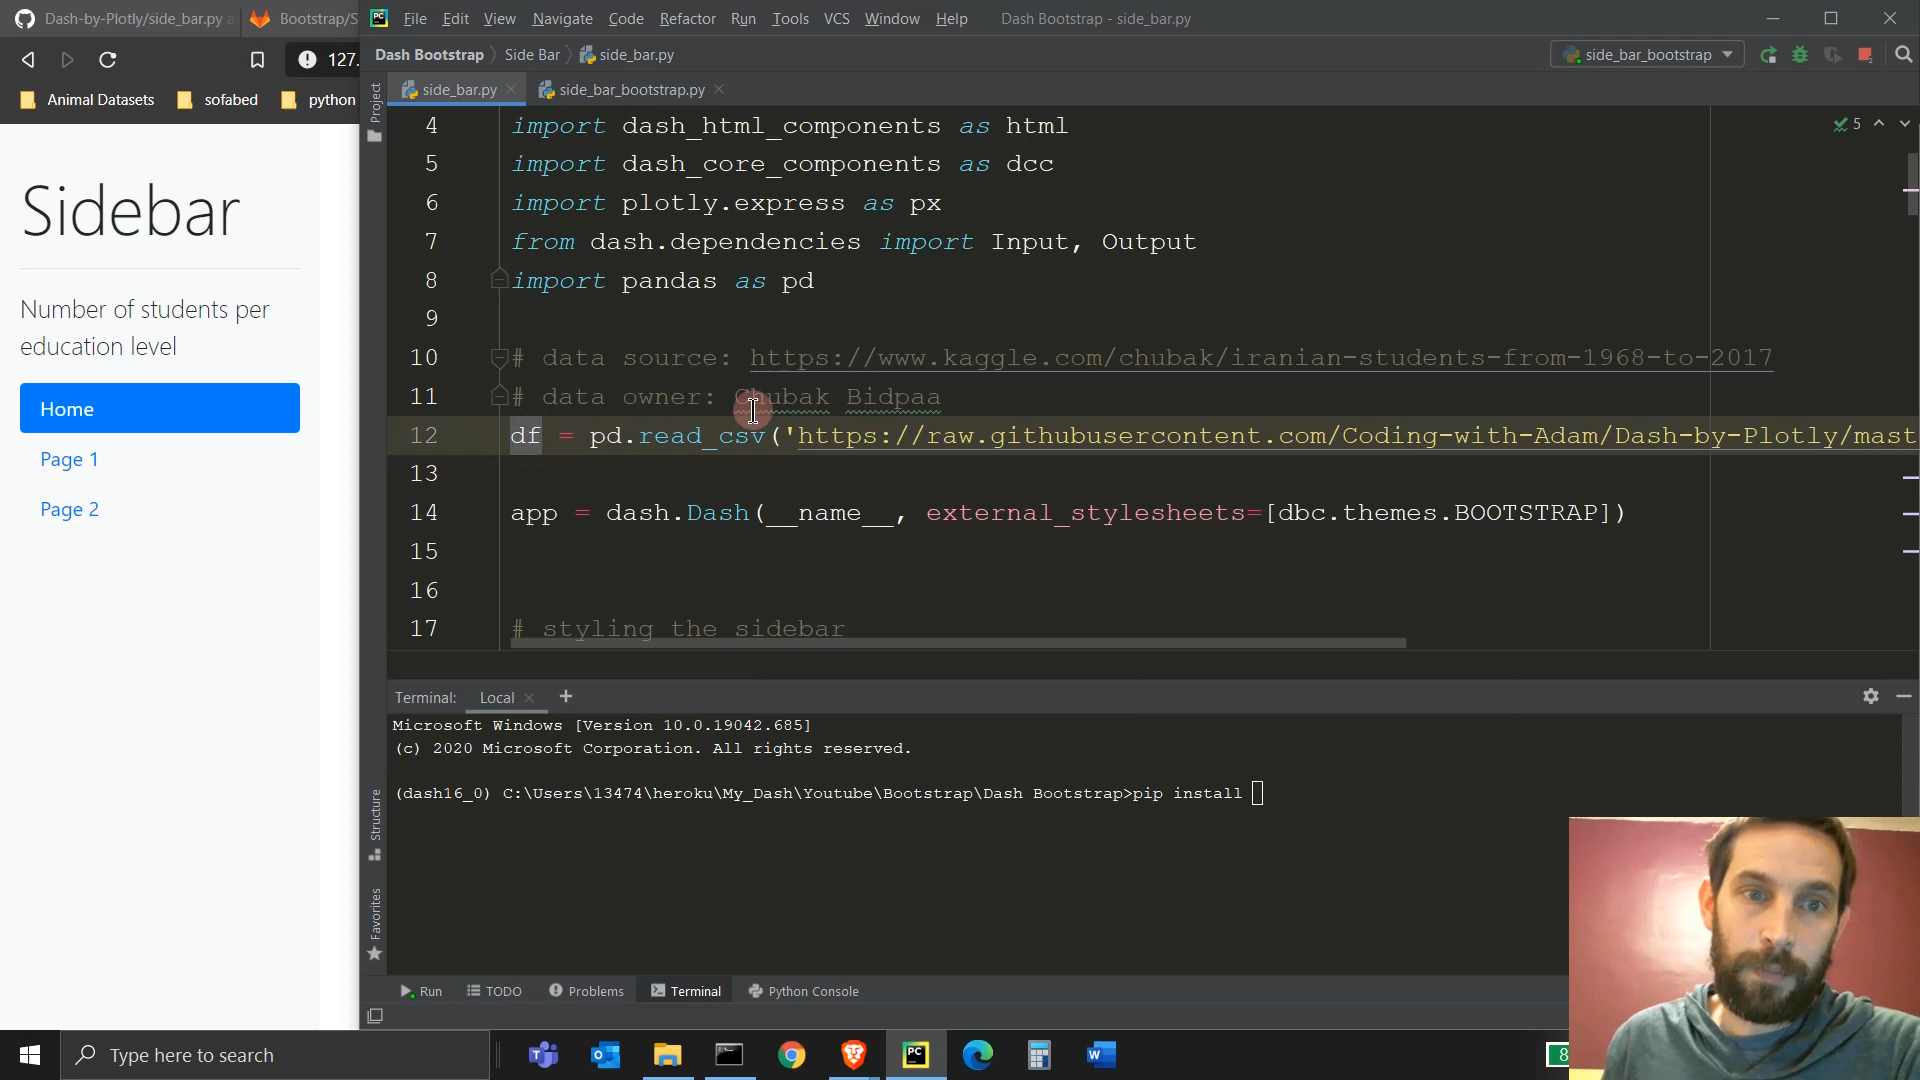 Dash-by-Plotly/side_bar.py a
Bootstrap/S
File Edit View Navigate Code Refactor Run Tools VCS Window Help Dash Bootstrap - side_bar.py
127.
Dash Bootstrap Side Bar side_bar.py
side_bar_bootstrap
Animal Datasets sofabed python
side_bar.py side_bar_bootstrap.py
Project
Sidebar
Number of students per
education level
Home
Page 1
Page 2
5
4 import dash_html_components as html
5 import dash_core_components as dcc
6 import plotly.express as px
7 from dash.dependencies import Input, Output
8 import pandas as pd
9
10 # data source: https://www.kaggle.com/chubak/iranian-students-from-1968-to-2017
11 # data owner: Chubak Bidpaa
12 df = pd.read_csv('https://raw.githubusercontent.com/Coding-with-Adam/Dash-by-Plotly/mast
13
14 app = dash.Dash(__name__, external_stylesheets=[dbc.themes.BOOTSTRAP])
15
16
17 # styling the sidebar
Terminal: Local +
Microsoft Windows [Version 10.0.19042.685]
(c) 2020 Microsoft Corporation. All rights reserved.
(dash16_0) C:\Users\13474\heroku\My_Dash\Youtube\Bootstrap\Dash Bootstrap>pip install
Structure
Favorites
Run TODO Problems Terminal Python Console
Type here to search
PC
8